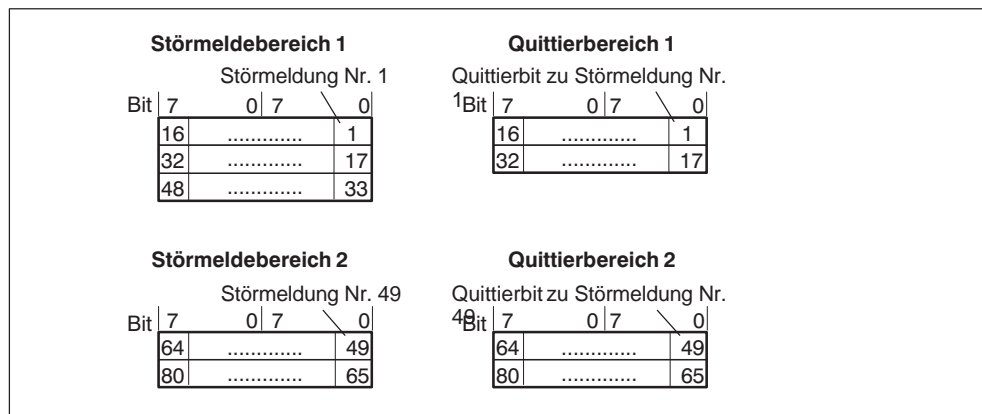 Störmeldebereich 1
Störmeldung Nr. 1
Bit 7 0 7 0
16 ............. 1
32 ............. 17
48 ............. 33
Quittierbereich 1
Quittierbit zu Störmeldung Nr.
1
Bit 7 0 7 0
16 ............. 1
32 ............. 17
Störmeldebereich 2
Störmeldung Nr. 49
Bit 7 0 7 0
64 ............. 49
80 ............. 65
Quittierbereich 2
Quittierbit zu Störmeldung Nr.
49
Bit 7 0 7 0
64 ............. 49
80 ............. 65